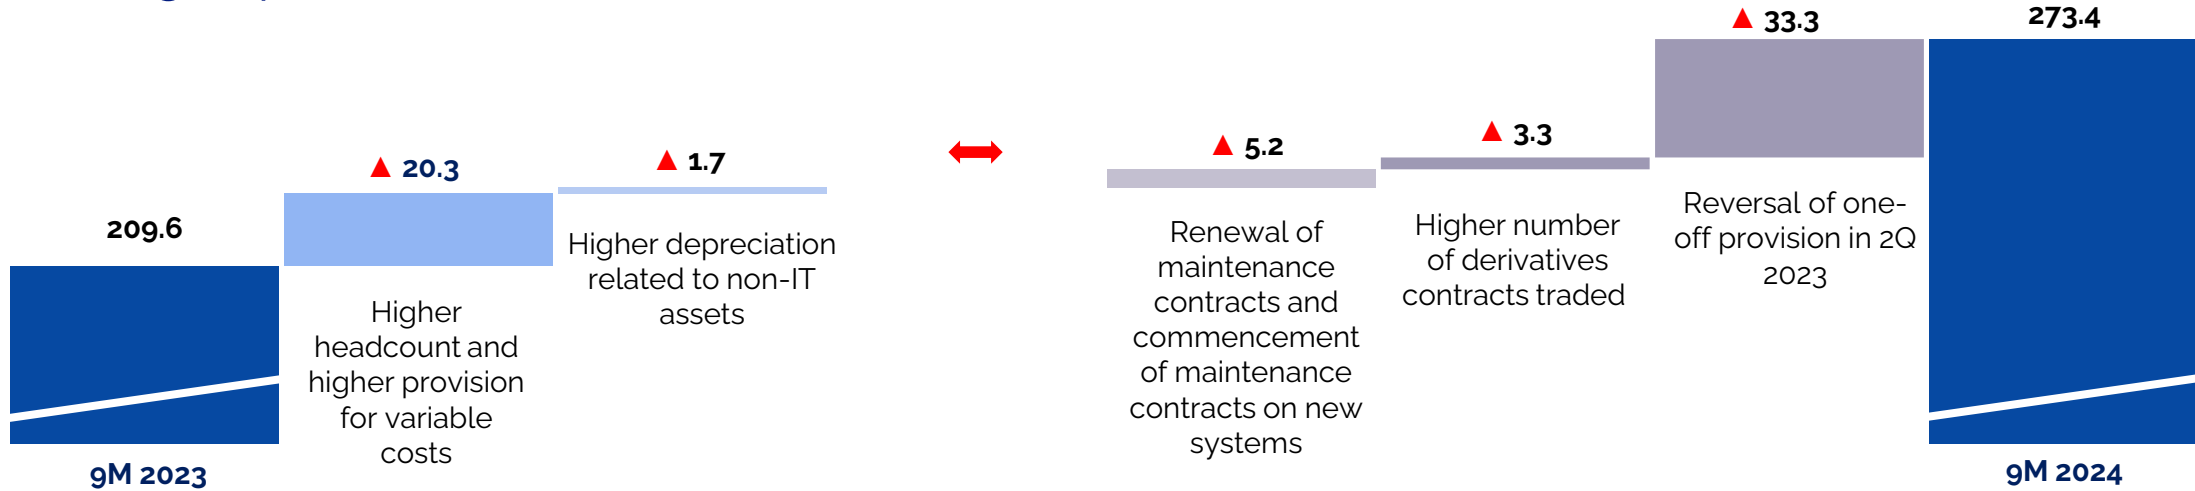 209.6
9M 2023
▲ 20.3
Higher
headcount and
higher provision
for variable
costs
▲ 1.7
Higher depreciation
related to non-IT
assets
▲ 5.2
Renewal of
maintenance
contracts and
commencement
of maintenance
contracts on new
systems
▲ 3.3
Higher number
of derivatives
contracts traded
▲ 33.3
Reversal of one-
off provision in 2Q
2023
273.4
9M 2024